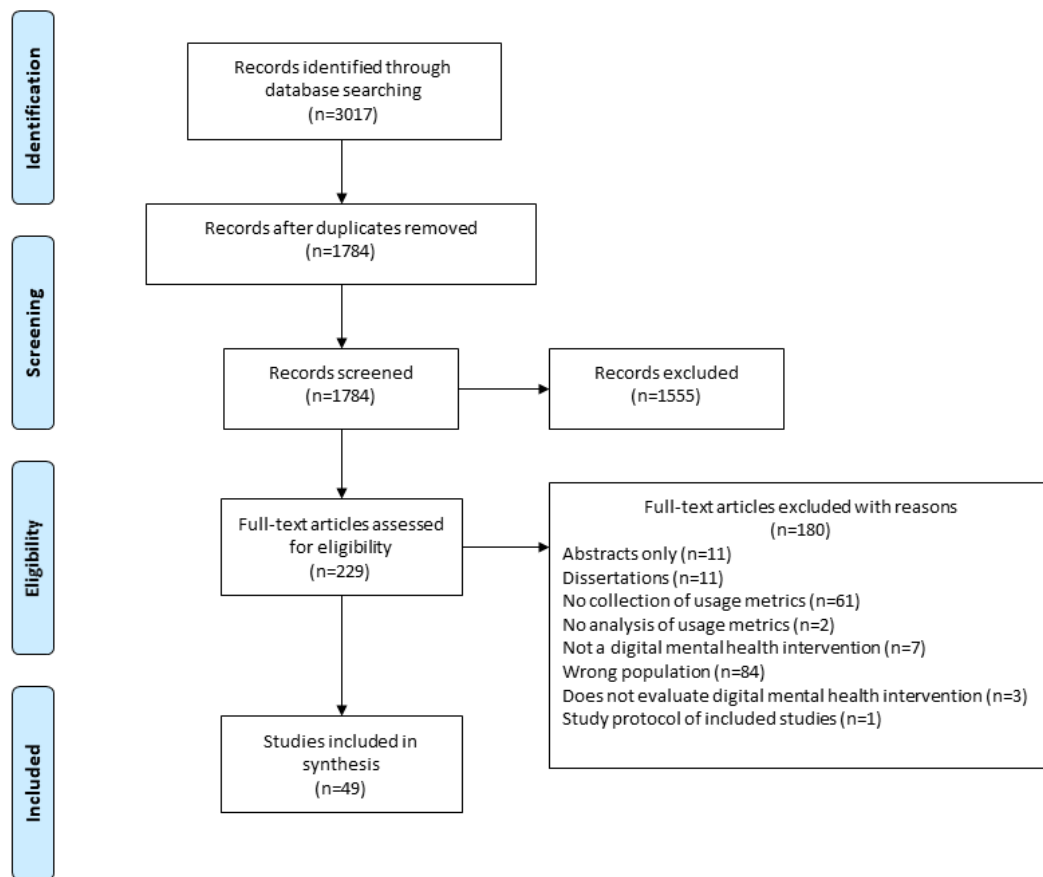 Identification
Records identified through
database searching
(n=3017)
Records after duplicates removed
(n=1784)
Screening
Records screened
(n=1784)
Records excluded
(n=1555)
Eligibility
Full-text articles assessed
for eligibility
(n=229)
Full-text articles excluded with reasons
(n=180)
Abstracts only (n=11)
Dissertations (n=11)
No collection of usage metrics (n=61)
No analysis of usage metrics (n=2)
Not a digital mental health intervention (n=7)
Wrong population (n=84)
Does not evaluate digital mental health intervention (n=3)
Study protocol of included studies (n=1)
Included
Studies included in
synthesis
(n=49)